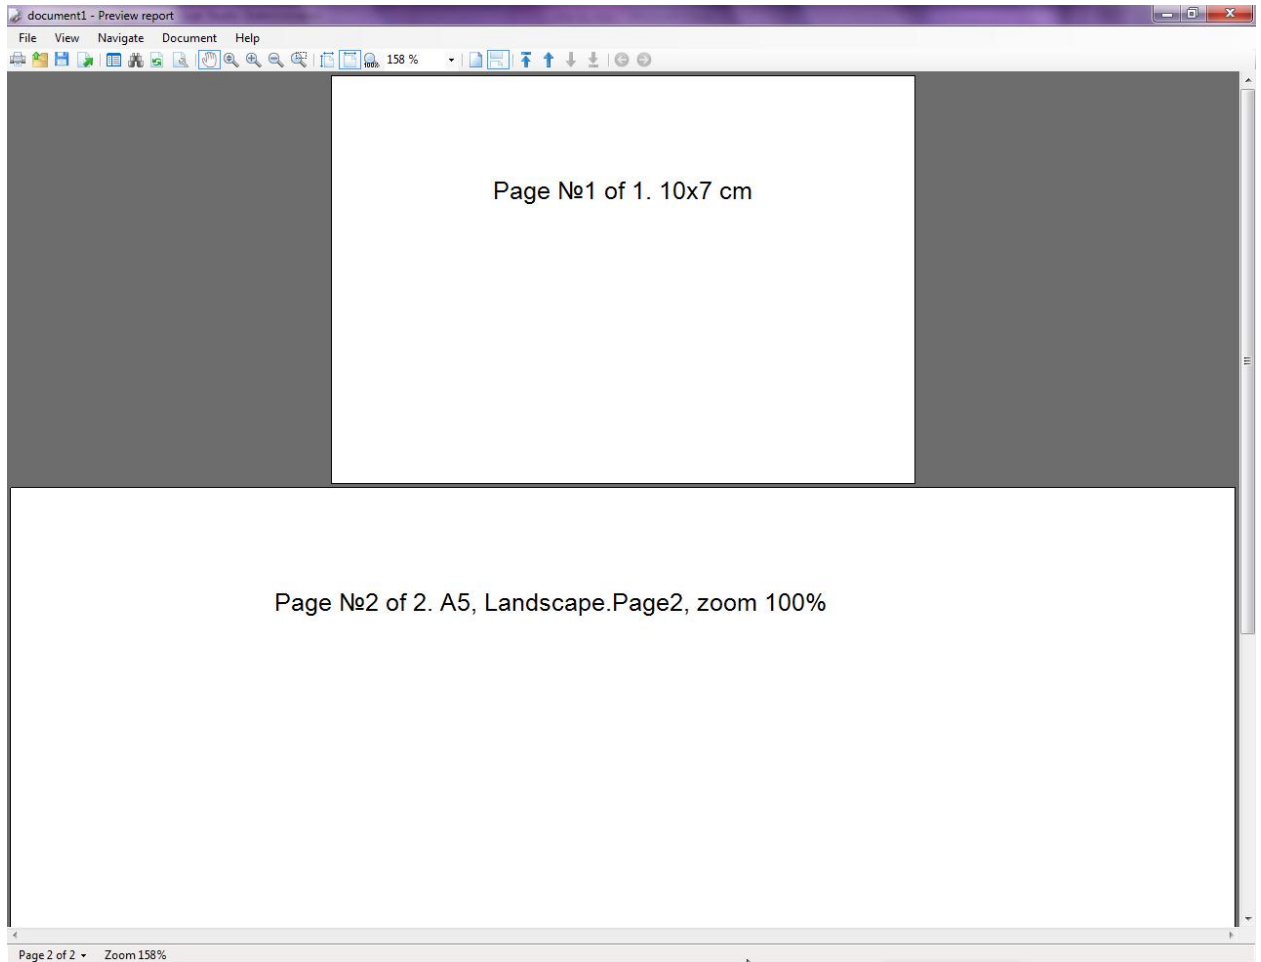 document1 - Preview report
File View Navigate Document Help
100% 158 %
Page №1 of 1. 10x7 cm
Page №2 of 2. A5, Landscape.Page2, zoom 100%
Page 2 of 2 Zoom 158%